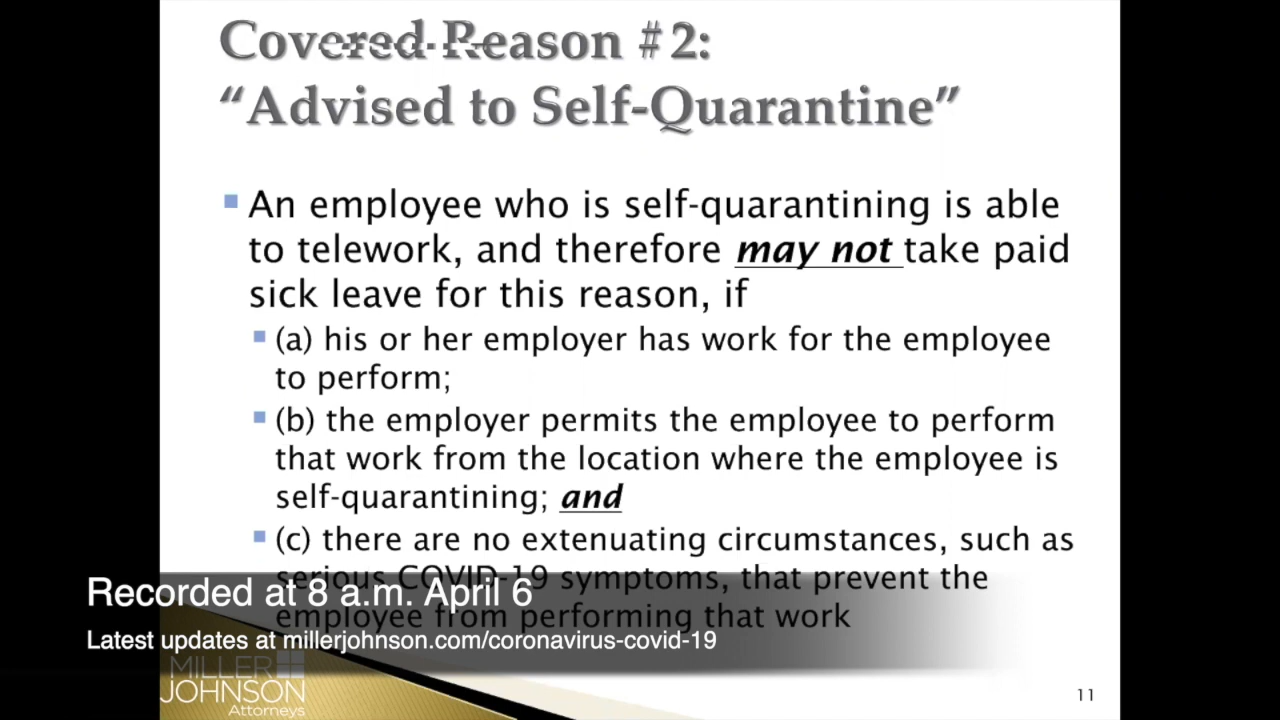 Covered Reason #2:
“Advised to Self-Quarantine”
An employee who is self-quarantining is able
to telework, and therefore may not take paid
sick leave for this reason, if
(a) his or her employer has work for the employee
to perform;
(b) the employer permits the employee to perform
that work from the location where the employee is
self-quarantining; and
(c) there are no extenuating circumstances, such as
serious COVID-19 symptoms, that prevent the
employee from performing that work
Recorded at 8 a.m. April 6
Latest updates at millerjohnson.com/coronavirus-covid-19
MILLER
JOHNSON
Attorneys
11